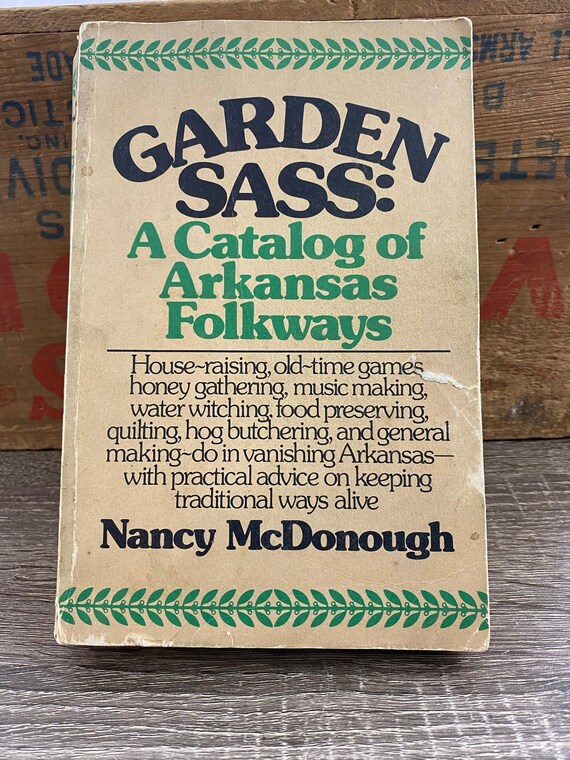 GARDEN
SASS:
A Catalog of
Arkansas
Folkways
House-raising, old-time games,
honey gathering, music making,
water witching, food preserving,
quilting, hog butchering, and general
making-do in vanishing Arkansas—
with practical advice on keeping
traditional ways alive
Nancy McDonough